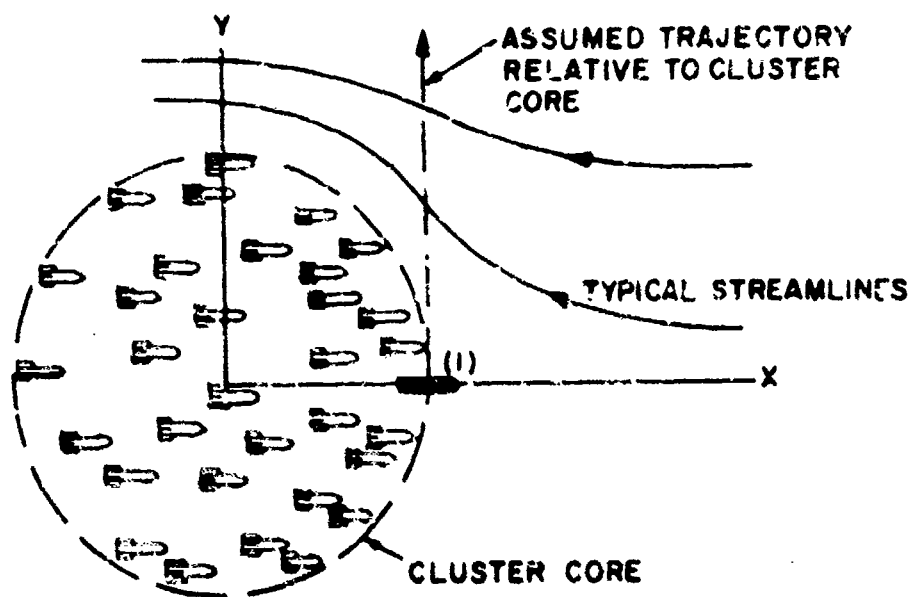 Y
ASSUMED TRAJECTORY
RELATIVE TO CLUSTER
CORE
TYPICAL STREAMLINES
(1)
X
CLUSTER CORE